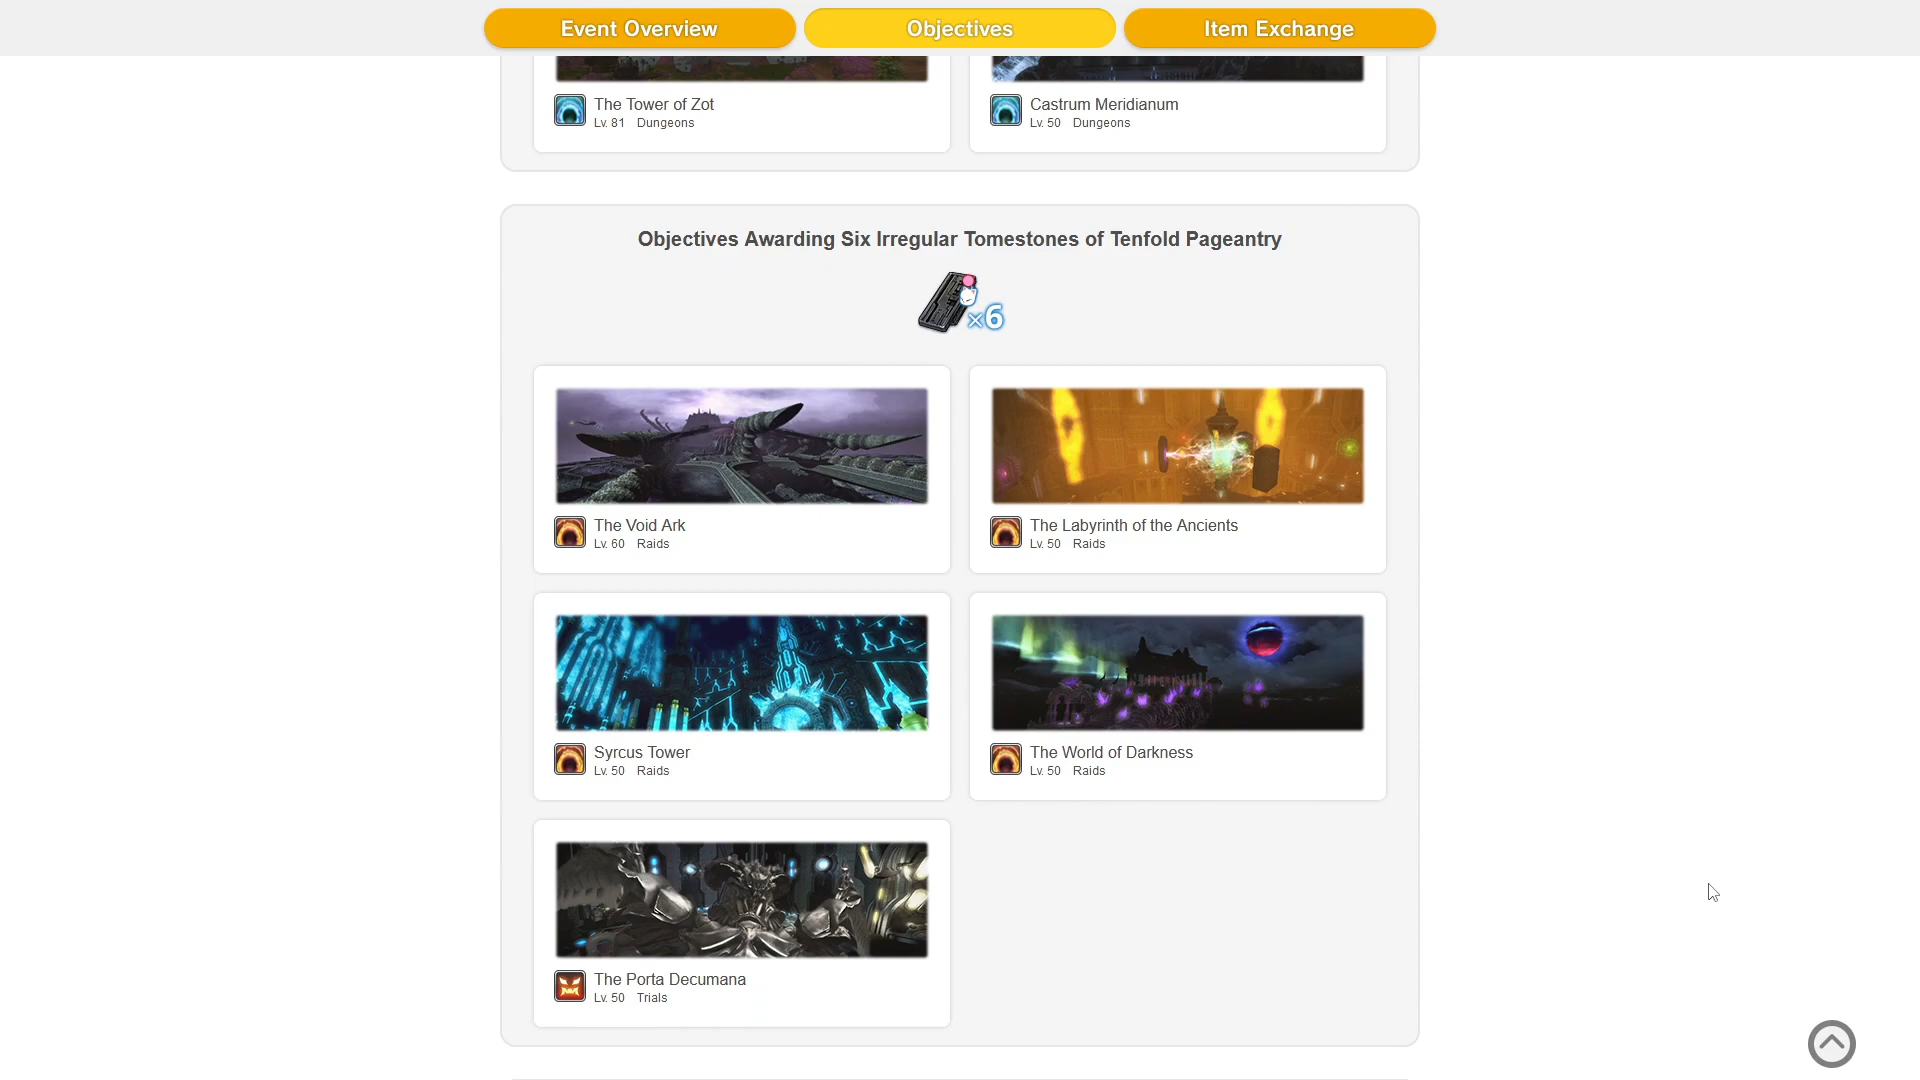 Event Overview
Objectives
Item Exchange
The Tower of Zot
Lv. 81 Dungeons
Castrum Meridianum
Lv. 50 Dungeons
Objectives Awarding Six Irregular Tomestones of Tenfold Pageantry
×6
The Void Ark
Lv. 60 Raids
The Labyrinth of the Ancients
Lv. 50 Raids
Syrcus Tower
Lv. 50 Raids
The World of Darkness
Lv. 50 Raids
The Porta Decumana
Lv. 50 Trials